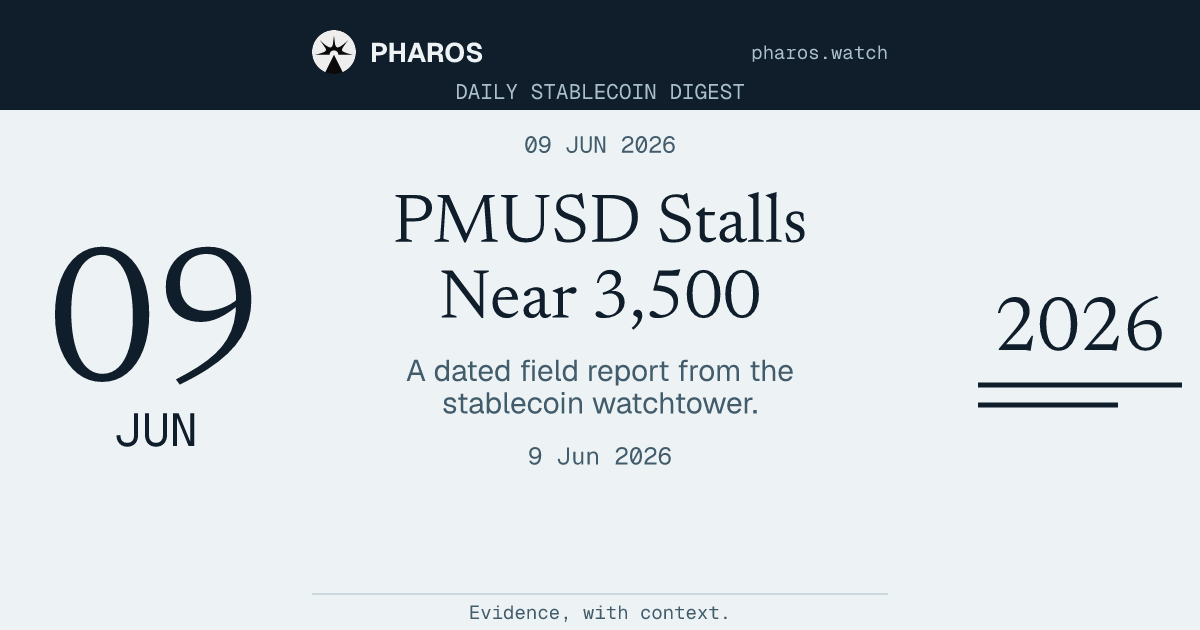 PHAROS
pharos.watch
DAILY STABLECOIN DIGEST
09 JUN 2026
PMUSD Stalls
Near 3,500
A dated field report from the
stablecoin watchtower.
9 Jun 2026
09
JUN
2026
Evidence, with context.